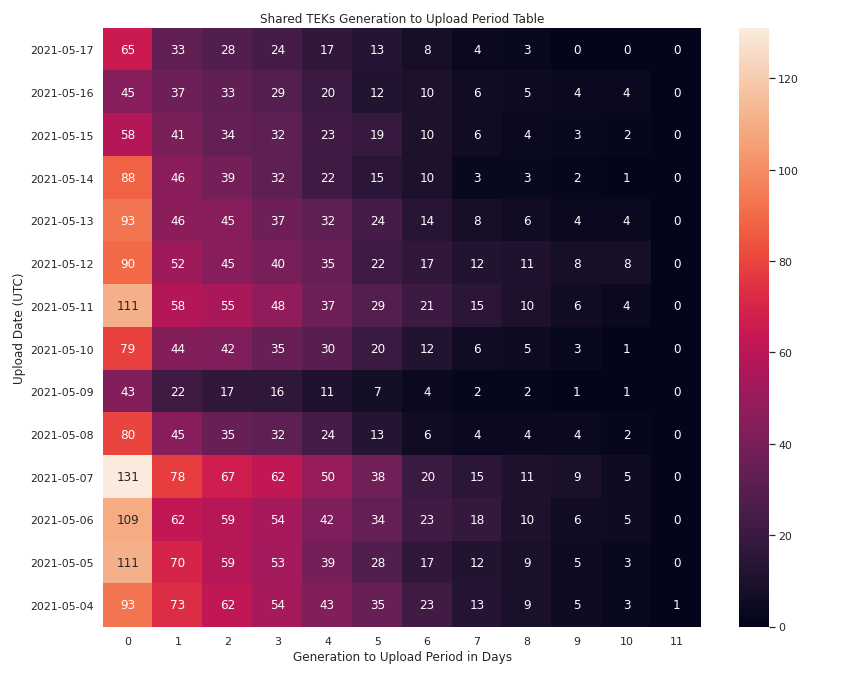 Shared TEKs Generation to Upload Period Table
Upload Date (UTC)
2021-05-17 65 33 28 24 17 13 8 4 3 0 0 0
2021-05-16 45 37 33 29 20 12 10 6 5 4 4 0
2021-05-15 58 41 34 32 23 19 10 6 4 3 2 0
2021-05-14 88 46 39 32 22 15 10 3 3 2 1 0
2021-05-13 93 46 45 37 32 24 14 8 6 4 4 0
2021-05-12 90 52 45 40 35 22 17 12 11 8 8 0
2021-05-11 111 58 55 48 37 29 21 15 10 6 4 0
2021-05-10 79 44 42 35 30 20 12 6 5 3 1 0
2021-05-09 43 22 17 16 11 7 4 2 2 1 1 0
2021-05-08 80 45 35 32 24 13 6 4 4 4 2 0
2021-05-07 131 78 67 62 50 38 20 15 11 9 5 0
2021-05-06 109 62 59 54 42 34 23 18 10 6 5 0
2021-05-05 111 70 59 53 39 28 17 12 9 5 3 0
2021-05-04 93 73 62 54 43 35 23 13 9 5 3 1
0 1 2 3 4 5 6 7 8 9 10 11
Generation to Upload Period in Days
120
100
80
60
40
20
0